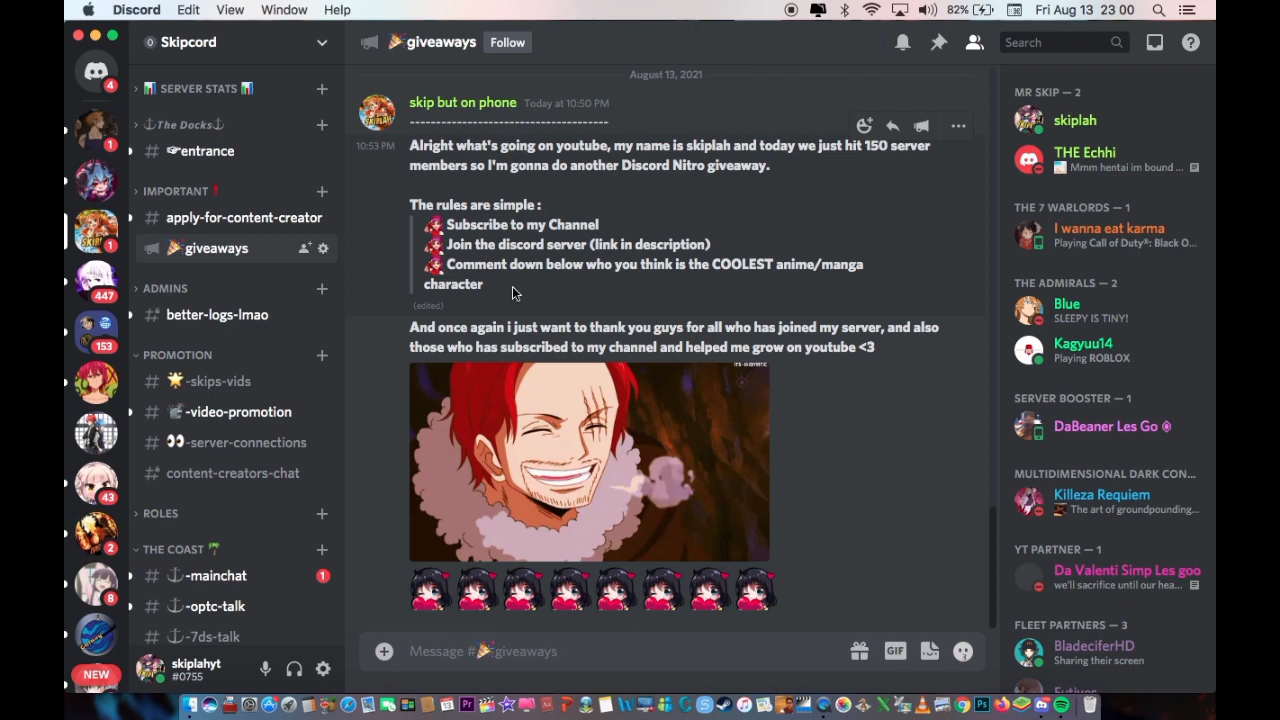 Discord Edit View Window Help 82% Fri Aug 13 23 00
Skipcord
giveaways Follow Search
August 13, 2021
SERVER STATS
The Docks
entrance
IMPORTANT
apply-for-content-creator
giveaways
ADMINS
better-logs-lmao
PROMOTION
-skips-vids
-video-promotion
-server-connections
content-creators-chat
ROLES
THE COAST
-mainchat 1
-optc-talk
-7ds-talk
skiplahyt
#0755
4
1
1
447
153
43
2
8
NEW
skip but on phone Today at 10:50 PM
-------------------------------------
10:53 PM Alright what's going on youtube, my name is skiplah and today we just hit 150 server
members so I'm gonna do another Discord Nitro giveaway.
The rules are simple :
Subscribe to my Channel
Join the discord server (link in description)
Comment down below who you think is the COOLEST anime/manga
character
(edited)
And once again i just want to thank you guys for all who has joined my server, and also
those who has subscribed to my channel and helped me grow on youtube <3
Message #giveaways GIF
MR SKIP — 2
skiplah
THE Echhi
Mmm hentai im bound ...
THE 7 WARLORDS — 1
I wanna eat karma
Playing Call of Duty®: Black O...
THE ADMIRALS — 2
Blue
SLEEPY IS TINY!
Kagyuu14
Playing ROBLOX
SERVER BOOSTER — 1
DaBeaner Les Go
MULTIDIMENSIONAL DARK CON...
Killeza Requiem
The art of groundpounding...
YT PARTNER — 1
Da Valenti Simp Les goo
we'll sacrifice until our hea...
FLEET PARTNERS — 3
BladeciferHD
Sharing their screen